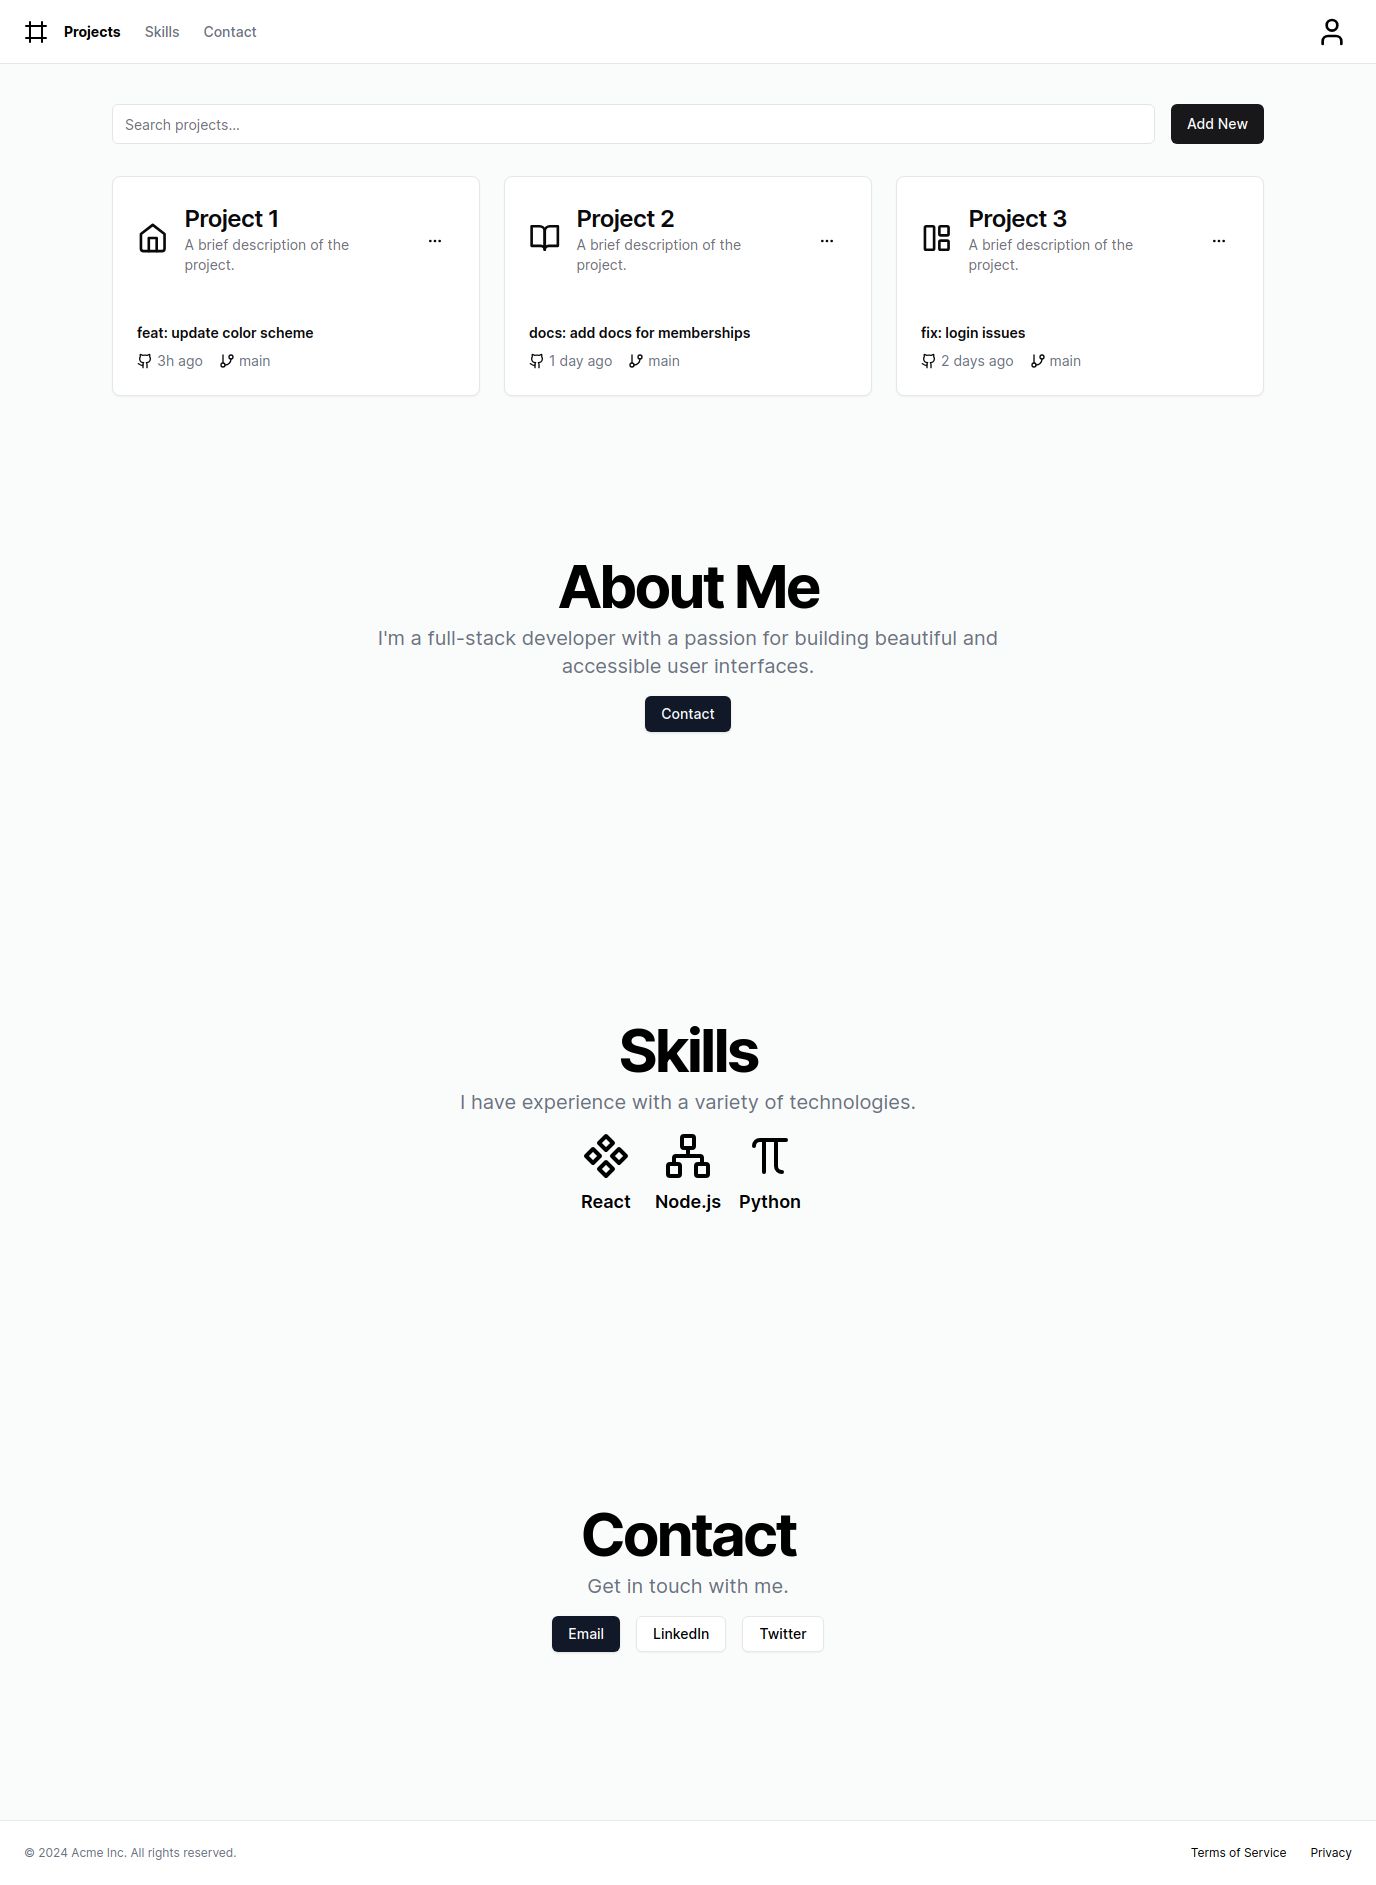 Projects
Skills
Contact
Search projects...
Add New
Project 1
A brief description of the
project.
feat: update color scheme
3h ago
main
Project 2
A brief description of the
project.
docs: add docs for memberships
1 day ago
main
Project 3
A brief description of the
project.
fix: login issues
2 days ago
main
About Me
I'm a full-stack developer with a passion for building beautiful and
accessible user interfaces.
Contact
Skills
I have experience with a variety of technologies.
React
Node.js
Python
Contact
Get in touch with me.
Email
LinkedIn
Twitter
© 2024 Acme Inc. All rights reserved.
Terms of Service
Privacy